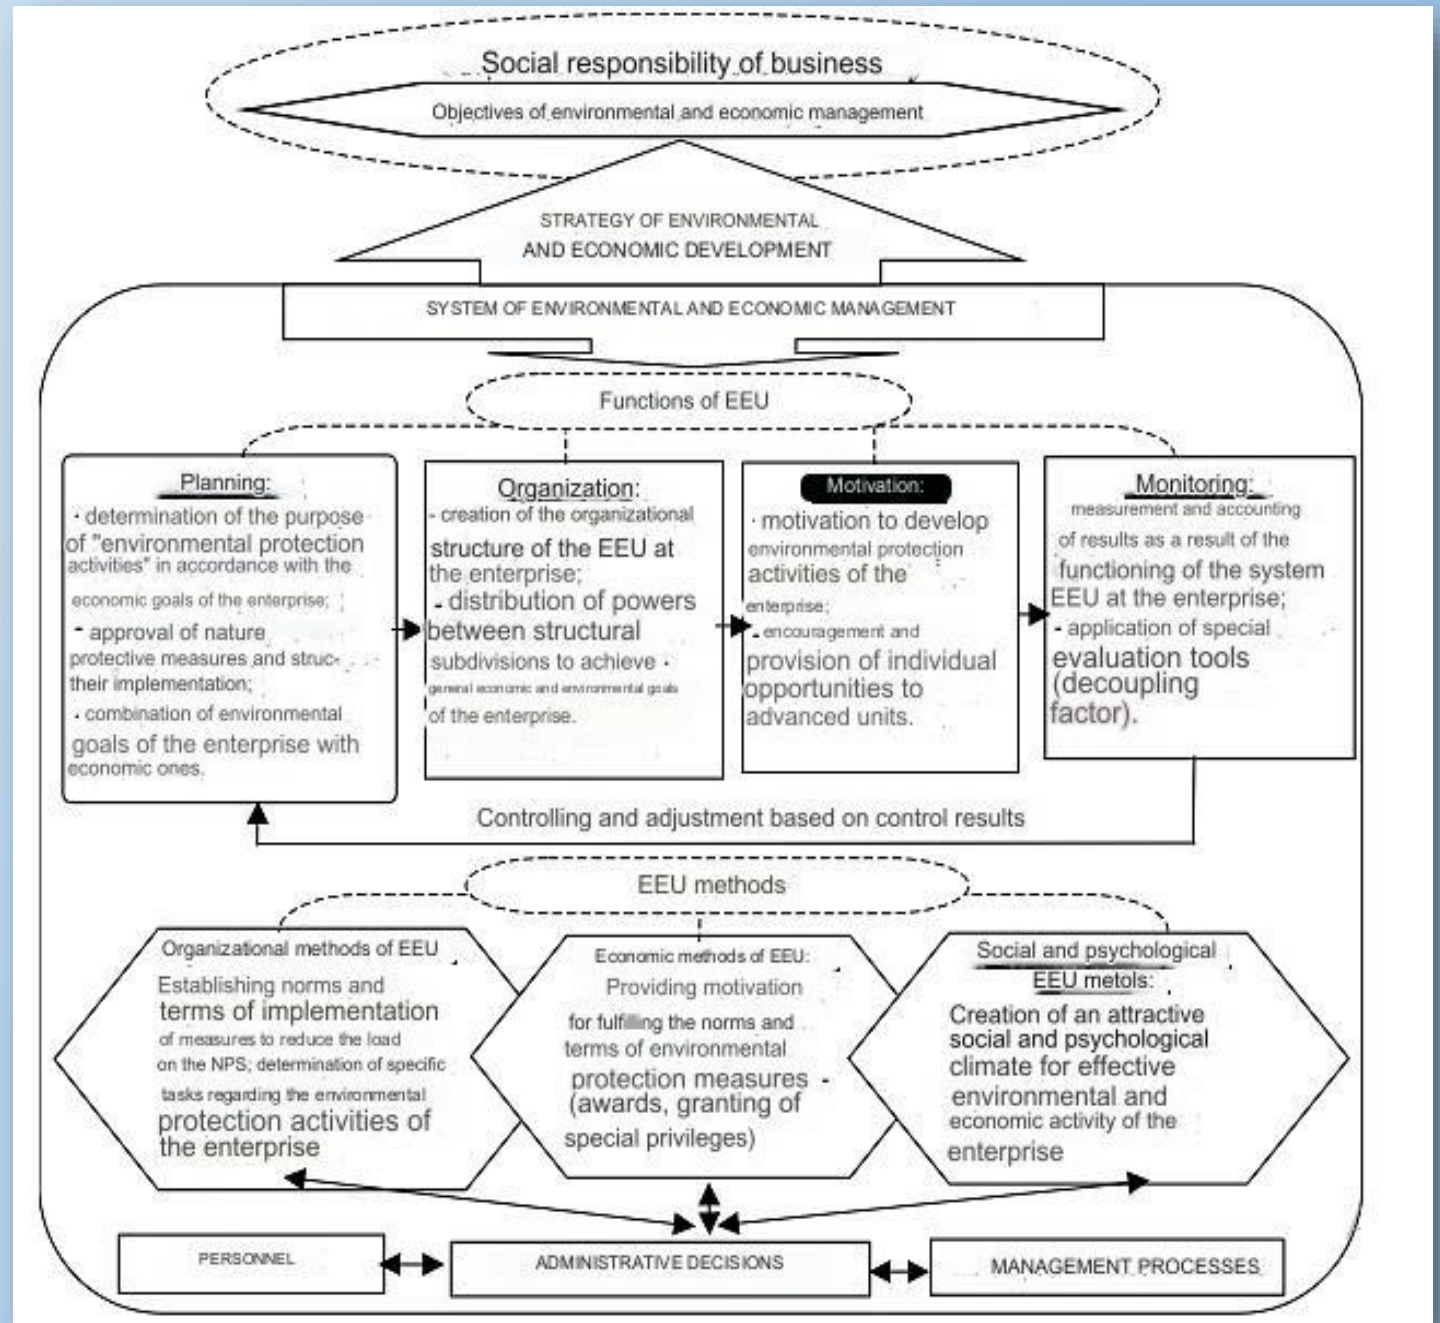 Social responsibility of business
Objectives of environmental and economic management
STRATEGY OF ENVIRONMENTAL
AND ECONOMIC DEVELOPMENT
SYSTEM OF ENVIRONMENTAL AND ECONOMIC MANAGEMENT
Functions of EEU
Planning:
· determination of the purpose
of "environmental protection
activities" in accordance with the
economic goals of the enterprise;
- approval of nature
protective measures and struc-
their implementation;
· combination of environmental
goals of the enterprise with
economic ones.
Organization:
- creation of the organizational
structure of the EEU at
the enterprise;
- distribution of powers
between structural
subdivisions to achieve
general economic and environmental goals
of the enterprise.
Motivation:
· motivation to develop
environmental protection
activities of the
enterprise;
- encouragement and
provision of individual
opportunities to
advanced units.
Monitoring:
measurement and accounting
of results as a result of the
functioning of the system
EEU at the enterprise;
- application of special
evaluation tools
(decoupling
factor).
Controlling and adjustment based on control results
EEU methods
Organizational methods of EEU
Establishing norms and
terms of implementation
of measures to reduce the load
on the NPS; determination of specific
tasks regarding the environmental
protection activities of
the enterprise
Economic methods of EEU:
Providing motivation
for fulfilling the norms and
terms of environmental
protection measures -
(awards, granting of
special privileges)
Social and psychological
EEU metols:
Creation of an attractive
social and psychological
climate for effective
environmental and
economic activity of the
enterprise
PERSONNEL
ADMINISTRATIVE DECISIONS
MANAGEMENT PROCESSES